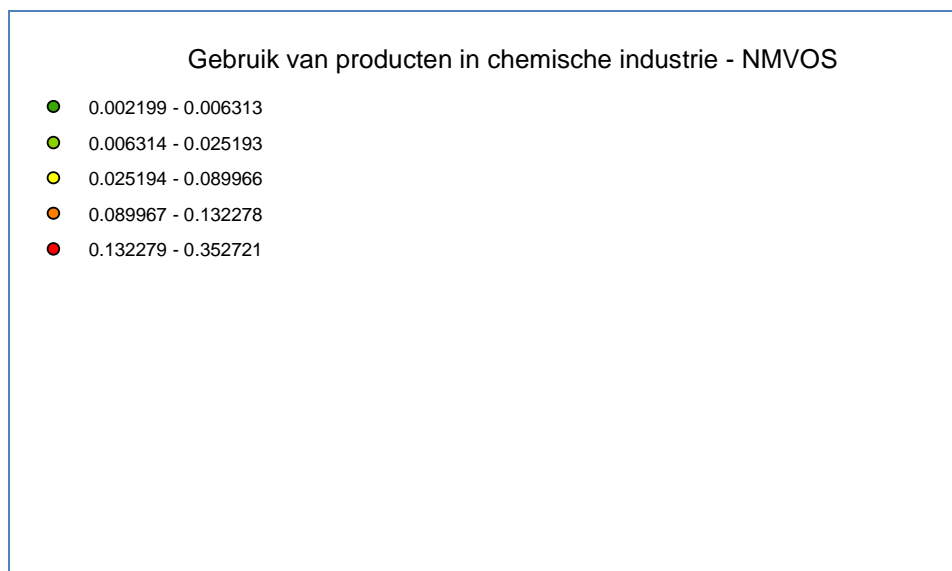 Gebruik van producten in chemische industrie - NMVOS
0.002199 - 0.006313
0.006314 - 0.025193
0.025194 - 0.089966
0.089967 - 0.132278
0.132279 - 0.352721